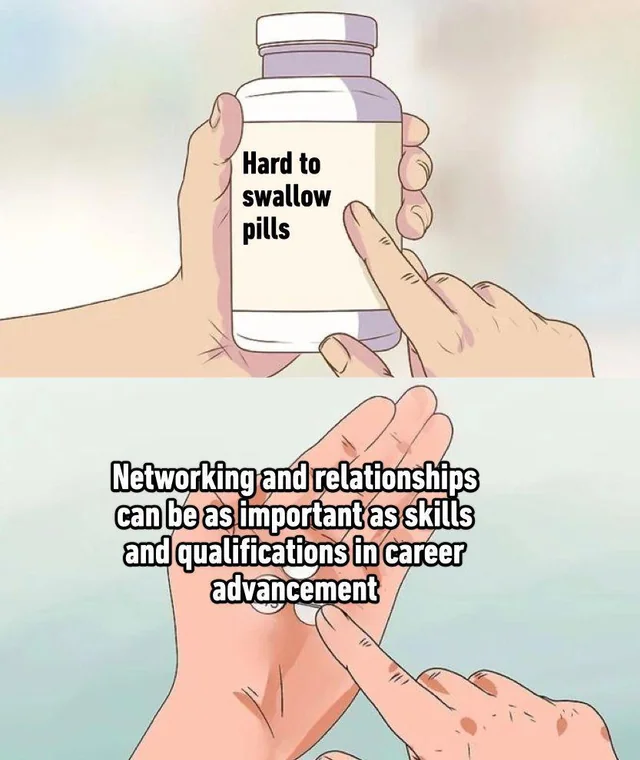 Hard to
swallow
pills
Networking and relationships
can be as important as skills
and qualifications in career
advancement